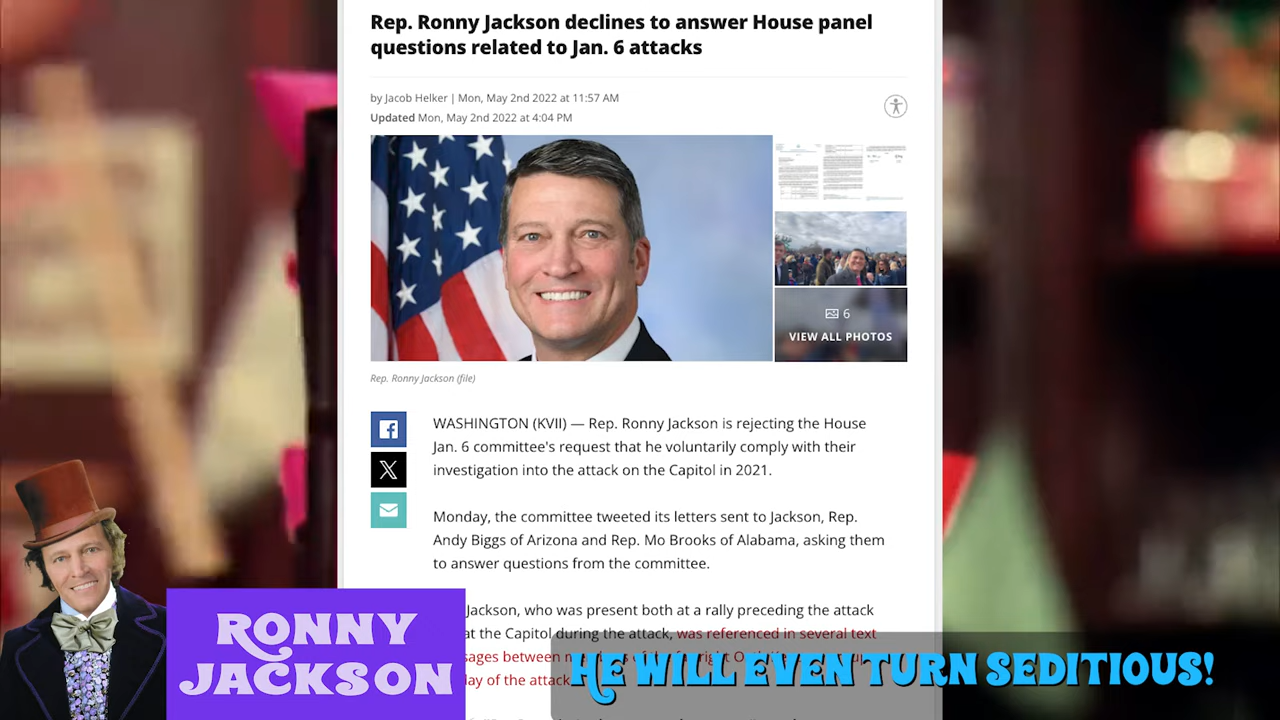 Rep. Ronny Jackson declines to answer House panel
questions related to Jan. 6 attacks
by Jacob Helker | Mon, May 2nd 2022 at 11:57 AM
Updated Mon, May 2nd 2022 at 4:04 PM
6
VIEW ALL PHOTOS
Rep. Ronny Jackson (file)
WASHINGTON (KVII) — Rep. Ronny Jackson is rejecting the House
Jan. 6 committee's request that he voluntarily comply with their
investigation into the attack on the Capitol in 2021.
Monday, the committee tweeted its letters sent to Jackson, Rep.
Andy Biggs of Arizona and Rep. Mo Brooks of Alabama, asking them
to answer questions from the committee.
Jackson, who was present both at a rally preceding the attack
at the Capitol during the attack, was referenced in several text
between
day of the attack
RONNY
JACKSON
HE WILL EVEN TURN SEDITIOUS!